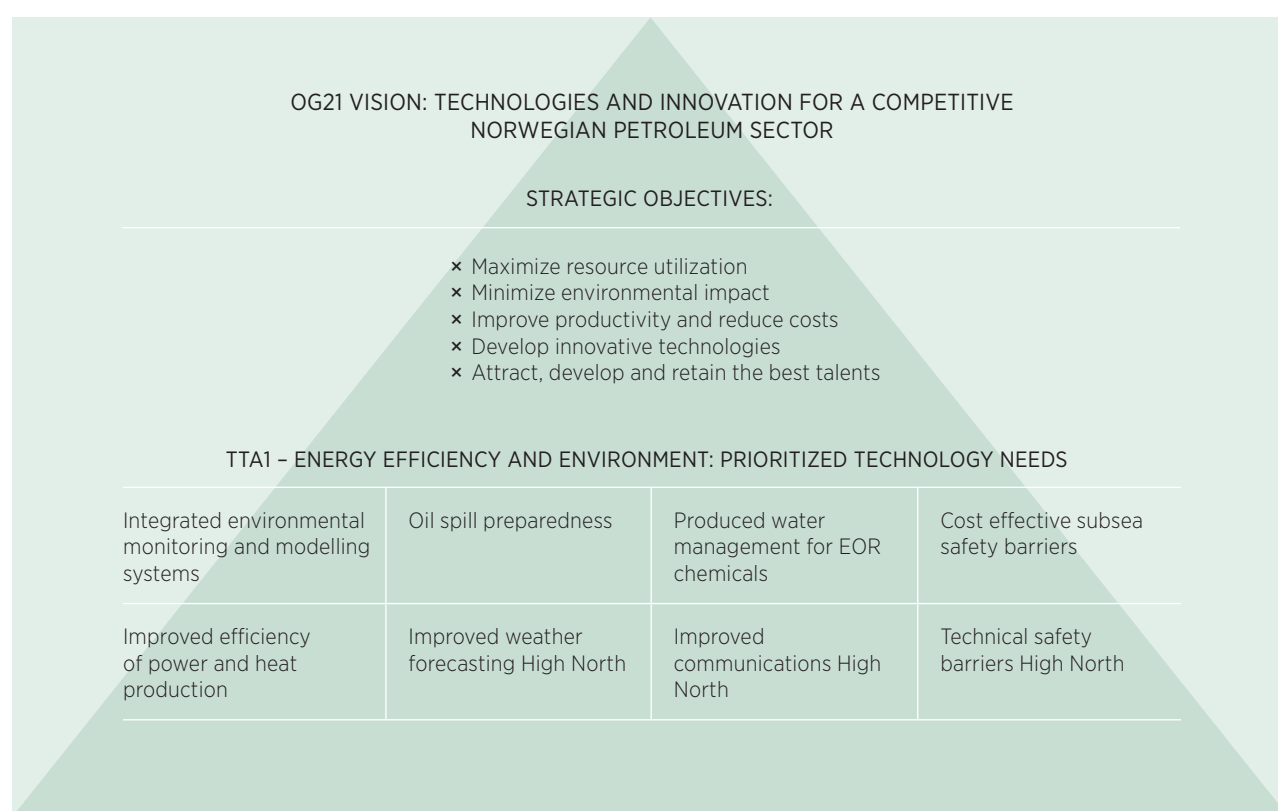 OG21 VISION: TECHNOLOGIES AND INNOVATION FOR A COMPETITIVE
NORWEGIAN PETROLEUM SECTOR
STRATEGIC OBJECTIVES:
× Maximize resource utilization
× Minimize environmental impact
× Improve productivity and reduce costs
× Develop innovative technologies
× Attract, develop and retain the best talents
TTA1 – ENERGY EFFICIENCY AND ENVIRONMENT: PRIORITIZED TECHNOLOGY NEEDS
Integrated environmental
monitoring and modelling
systems
Oil spill preparedness
Produced water
management for EOR
chemicals
Cost effective subsea
safety barriers
Improved efficiency
of power and heat
production
Improved weather
forecasting High North
Improved
communications High
North
Technical safety
barriers High North